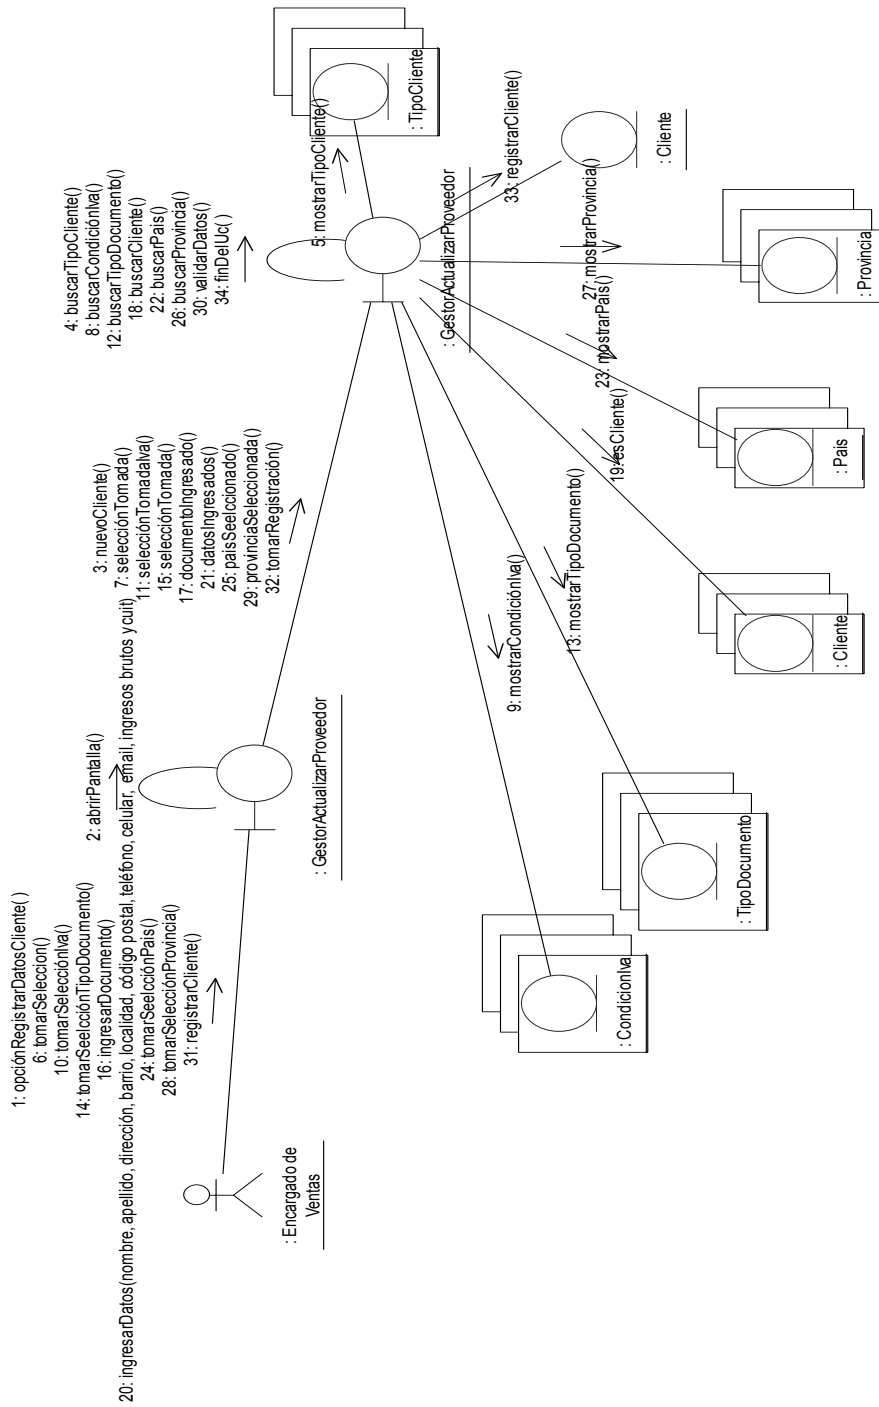 1: opciónRegistrarDatosCliente( )
6: tomarSeleccion()
10: tomarSelecciónIva()
14: tomarSeelcciónTipoDocumento()
16: ingresarDocumento()
20: ingresarDatos(nombre, apellido, dirección, barrio, localidad, código postal, teléfono, celular, email, ingresos brutos y cuit)
24: tomarSeelcciónPais()
28: tomarSelecciónProvincia()
31: registrarCliente()
: Encargado de
Ventas
2: abrirPantalla()
: GestorActualizarProveedor
3: nuevoCliente()
7: selecciónTomada()
11: selecciónTomadaIva()
15: selecciónTomada()
17: documentoIngresado()
21: datosIngresados()
25: paisSeelccionado()
29: provinciaSeleccionada()
32: tomarRegistración()
4: buscarTipoCliente()
8: buscarCondiciónIva()
12: buscarTipoDocumento()
18: buscarCliente()
22: buscarPais()
26: buscarProvincia()
30: validarDatos()
34: finDelUc( )
: GestorActualizarProveedor
5: mostrarTipoCliente()
: TipoCliente
33: registrarCliente()
: Cliente
27: mostrarProvincia()
: Provincia
23: mostrarPais()
: Pais
19: esCliente()
: Cliente
13: mostrarTipoDocumento()
: TipoDocumento
9: mostrarCondiciónIva()
: CondicionIva